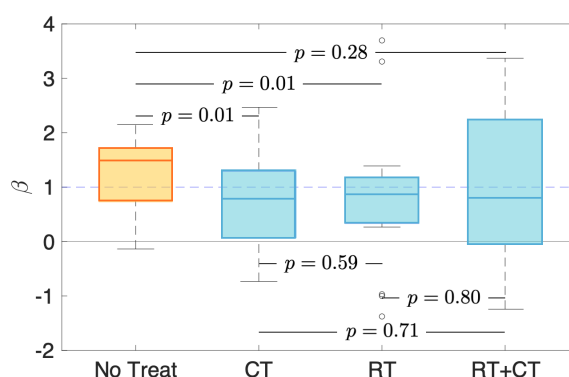 4
p = 0.28
3
p = 0.01
p = 0.01
2
β
1
0
p = 0.59
-1
p = 0.80
p = 0.71
-2
No Treat CT RT RT+CT